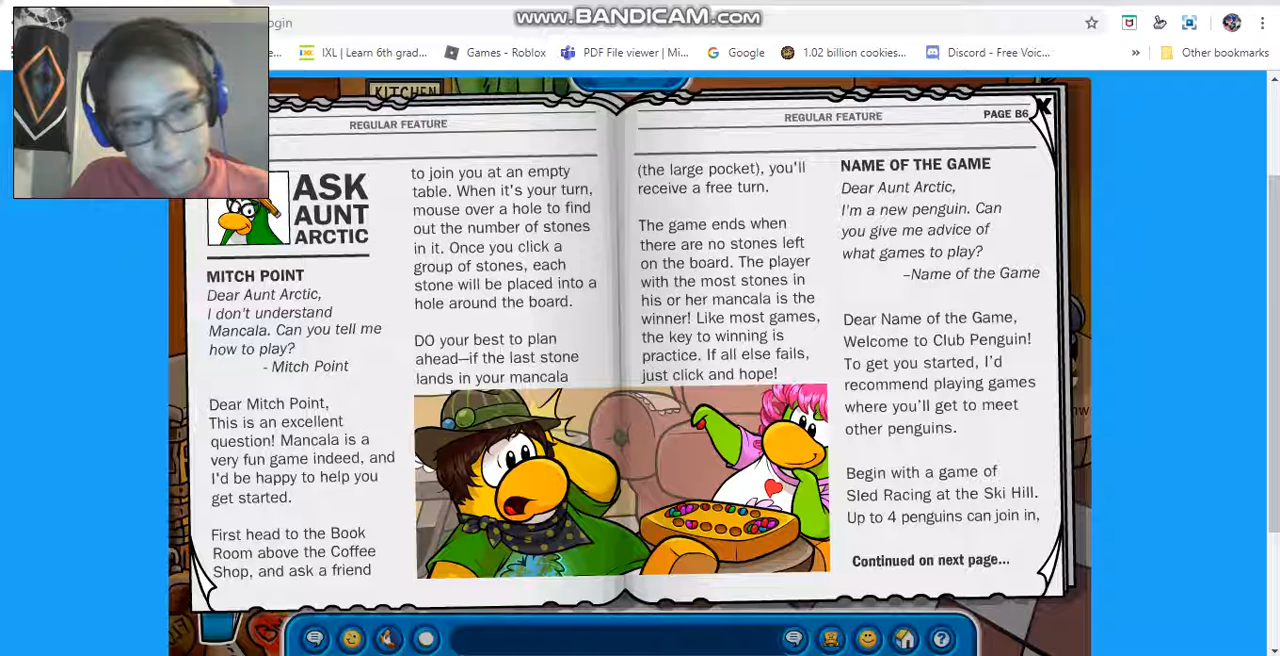 www.BANDICAM.com
ogin
e...
IXL | Learn 6th grad...
Games - Roblox
PDF File viewer | Mi...
Google
1.02 billion cookies...
Discord - Free Voic...
»
Other bookmarks
KITCHEN
REGULAR FEATURE
ASK
AUNT
ARCTIC
MITCH POINT
Dear Aunt Arctic,
I don't understand
Mancala. Can you tell me
how to play?
- Mitch Point
Dear Mitch Point,
This is an excellent
question! Mancala is a
very fun game indeed, and
I'd be happy to help you
get started.
First head to the Book
Room above the Coffee
Shop, and ask a friend
to join you at an empty
table. When it's your turn,
mouse over a hole to find
out the number of stones
in it. Once you click a
group of stones, each
stone will be placed into a
hole around the board.
DO your best to plan
ahead—if the last stone
lands in your mancala
REGULAR FEATURE
PAGE B6
X
(the large pocket), you'll
receive a free turn.
The game ends when
there are no stones left
on the board. The player
with the most stones in
his or her mancala is the
winner! Like most games,
the key to winning is
practice. If all else fails,
just click and hope!
NAME OF THE GAME
Dear Aunt Arctic,
I'm a new penguin. Can
you give me advice of
what games to play?
–Name of the Game
Dear Name of the Game,
Welcome to Club Penguin!
To get you started, I'd
recommend playing games
where you'll get to meet
other penguins.
Begin with a game of
Sled Racing at the Ski Hill.
Up to 4 penguins can join in,
Continued on next page...
?